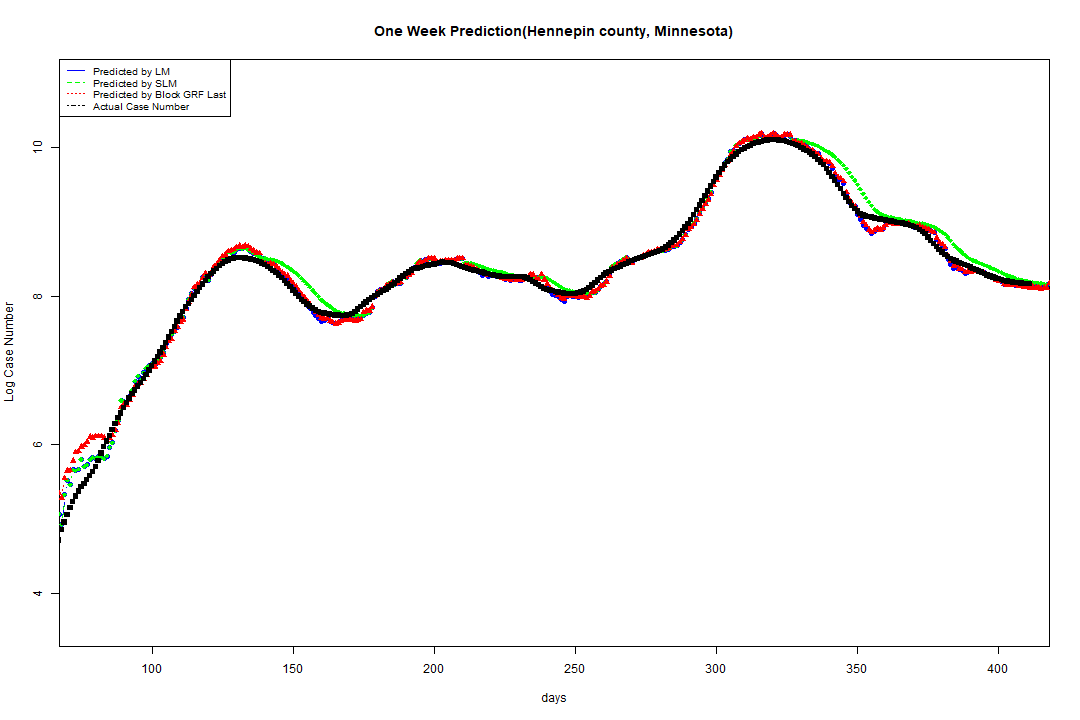 One Week Prediction(Hennepin county, Minnesota)
Predicted by LM
Predicted by SLM
Predicted by Block GRF Last
Actual Case Number
10
8
6
4
Log Case Number
100 150 200 250 300 350 400
days